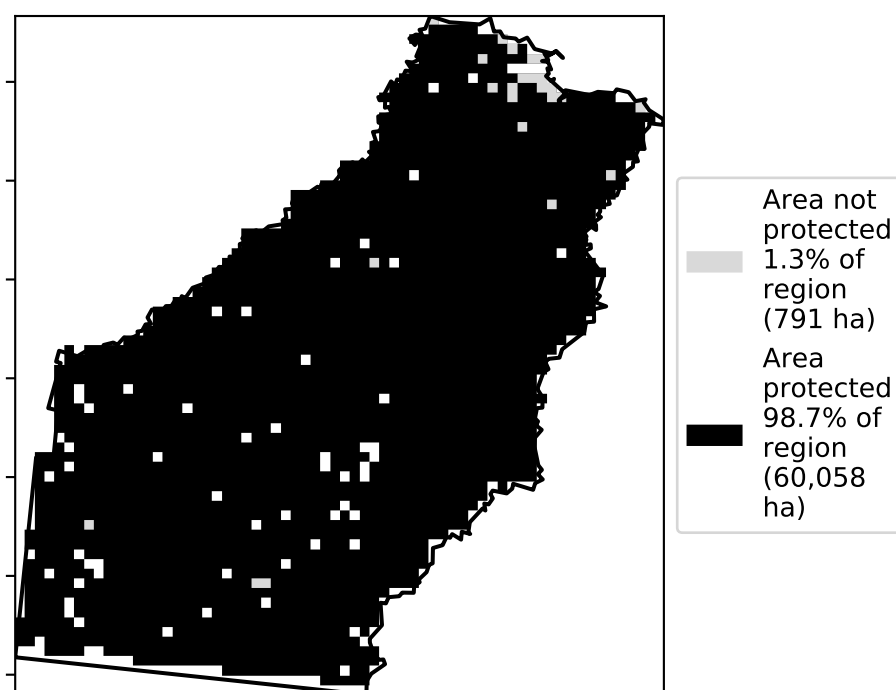 Area not
protected
1.3% of
region
(791 ha)
Area
protected
98.7% of
region
(60,058
ha)